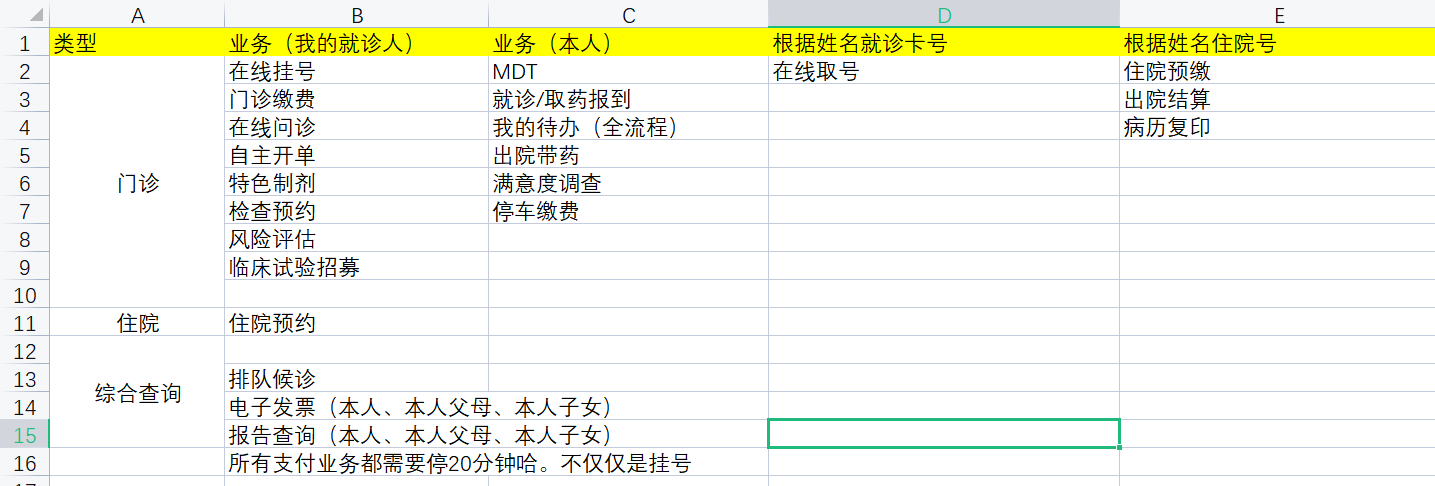 A B C D E
1 类型 业务（我的就诊人） 业务（本人） 根据姓名就诊卡号 根据姓名住院号
2 在线挂号 MDT 在线取号 住院预缴
3 门诊缴费 就诊/取药报到 出院结算
4 在线问诊 我的待办（全流程） 病历复印
5 自主开单 出院带药
6 门诊 特色制剂 满意度调查
7 检查预约 停车缴费
8 风险评估
9 临床试验招募
10
11 住院 住院预约
12
13 综合查询 排队候诊
14 电子发票（本人、本人父母、本人子女）
15 报告查询（本人、本人父母、本人子女）
16 所有支付业务都需要停20分钟哈。不仅仅是挂号